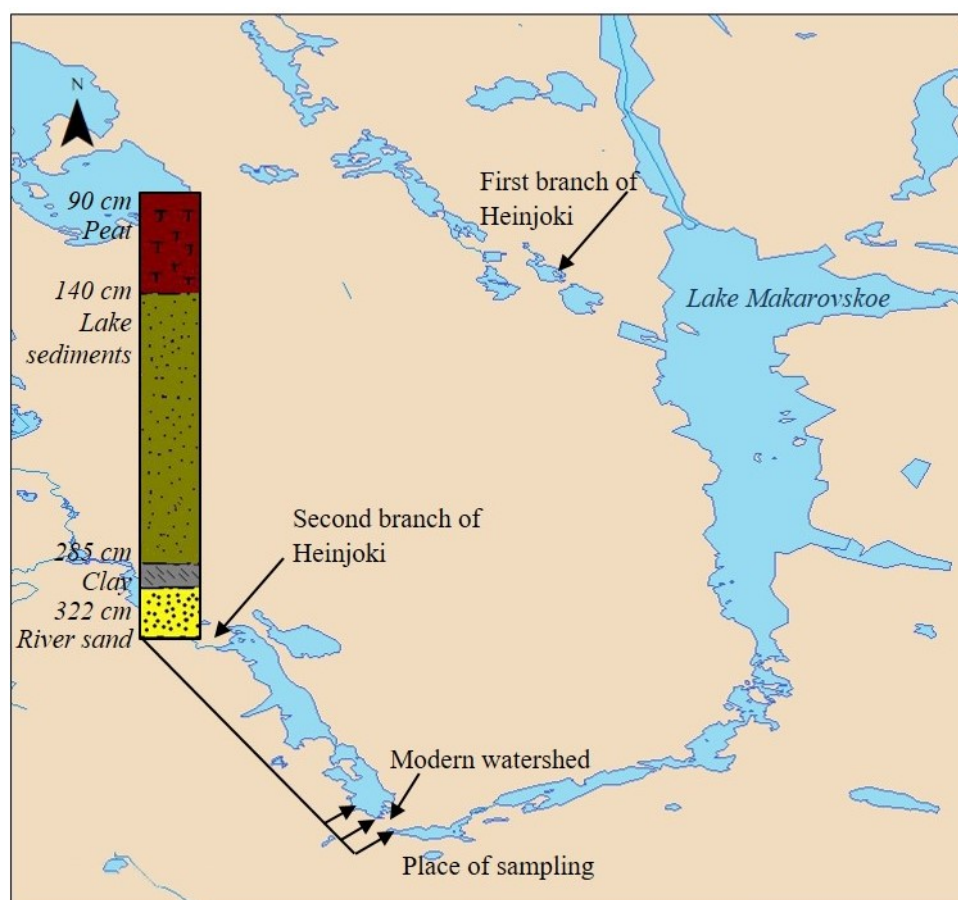 N
90 cm
Peat
140 cm
Lake
sediments
285 cm
Clay
322 cm
River sand
First branch of
Heinjoki
Lake Makarovskoe
Second branch of
Heinjoki
Modern watershed
Place of sampling